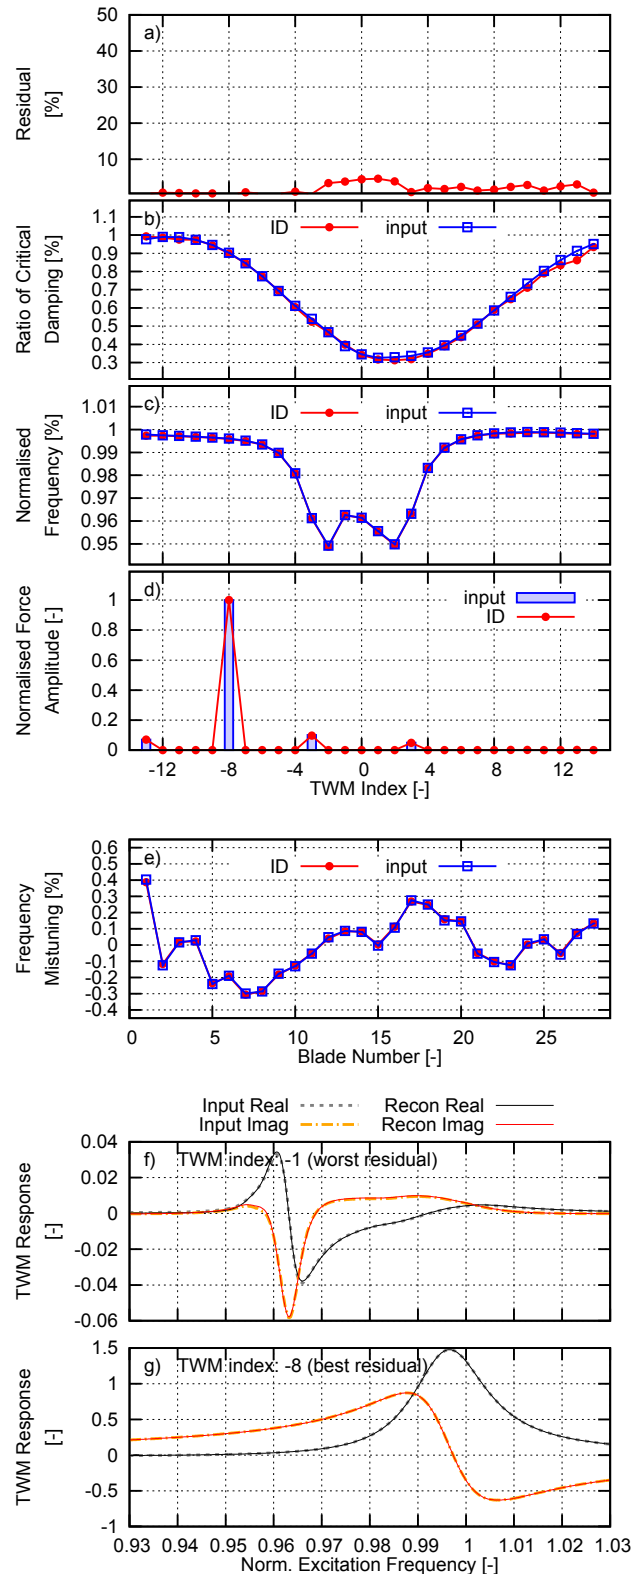 a)
50
40
30
20
10
Residual
[%]
b)
ID
input
1.1
1
0.9
0.8
0.7
0.6
0.5
0.4
0.3
Ratio of Critical
Damping [%]
c)
ID
input
1.01
1
0.99
0.98
0.97
0.96
0.95
Normalised
Frequency [%]
d)
input
ID
1
0.8
0.6
0.4
0.2
0
Normalised Force
Amplitude [-]
-12 -8 -4 0 4 8 12
TWM Index [-]
e)
ID
input
0.6
0.5
0.4
0.3
0.2
0.1
0
-0.1
-0.2
-0.3
-0.4
Frequency
Mistuning [%]
0 5 10 15 20 25
Blade Number [-]
Input Real
Recon Real
Input Imag
Recon Imag
f) TWM index: -1 (worst residual)
0.04
0.02
0
-0.02
-0.04
-0.06
TWM Response
[-]
g) TWM index: -8 (best residual)
1.5
1
0.5
0
-0.5
-1
TWM Response
[-]
0.93 0.94 0.95 0.96 0.97 0.98 0.99 1 1.01 1.02 1.03
Norm. Excitation Frequency [-]